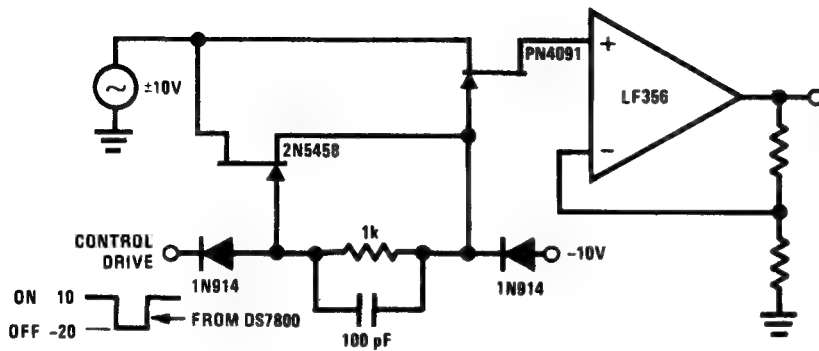 PN4091
+
±10V
LF356
2N5458
−
CONTROL
DRIVE
1k
−10V
1N914
1N914
ON 10
OFF −20
FROM DS7800
100 pF